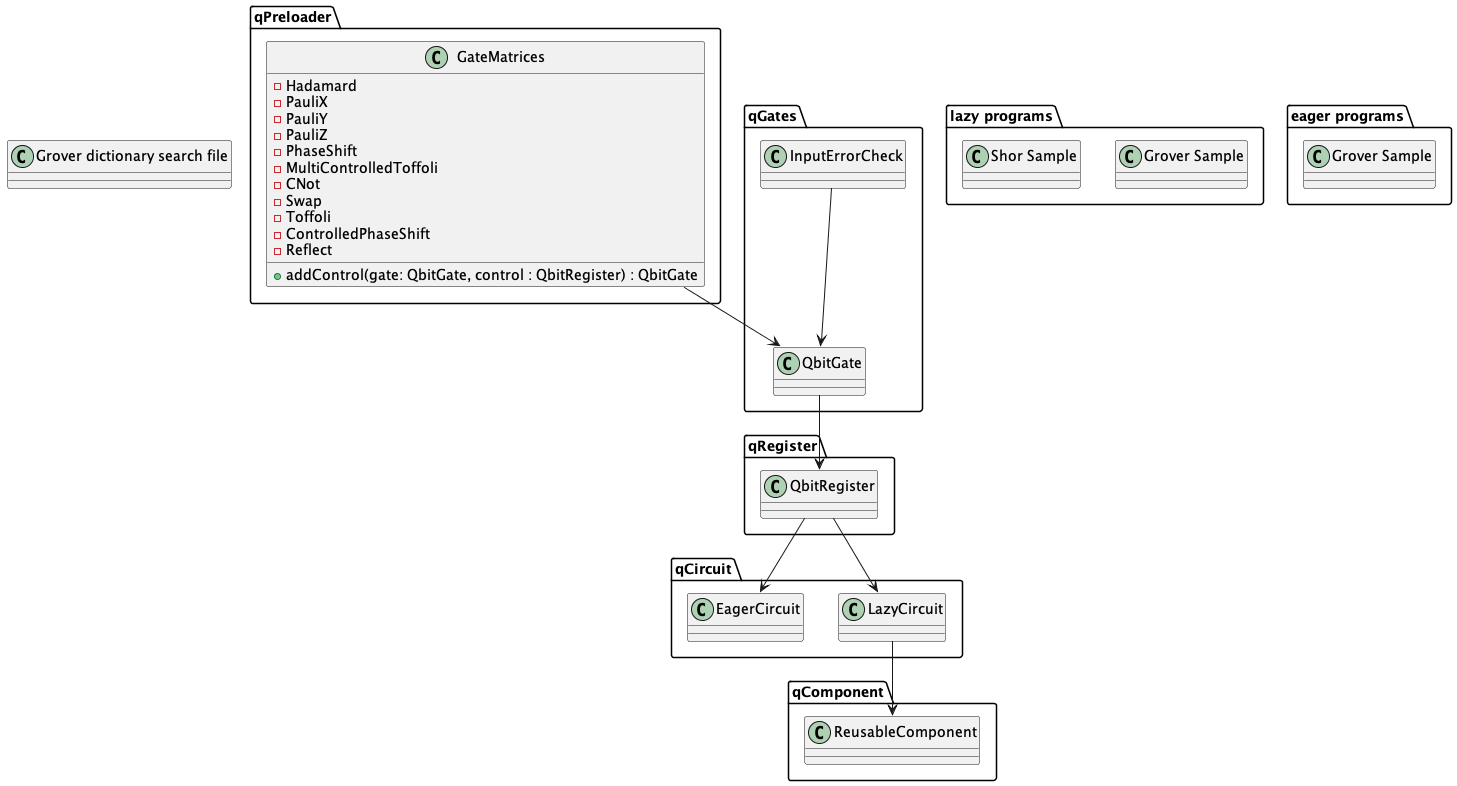 qPreloader
C GateMatrices
Hadamard
PauliX
PauliY
PauliZ
PhaseShift
MultiControlledToffoli
CNot
Swap
Toffoli
ControlledPhaseShift
Reflect
addControl(gate: QbitGate, control : QbitRegister) : QbitGate
C Grover dictionary search file
qGates
C InputErrorCheck
C QbitGate
lazy programs
C Shor Sample
C Grover Sample
eager programs
C Grover Sample
qRegister
C QbitRegister
qCircuit
C EagerCircuit
C LazyCircuit
qComponent
C ReusableComponent